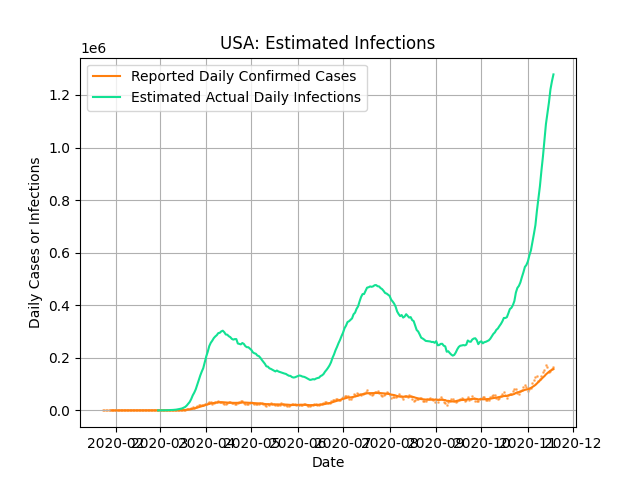 USA: Estimated Infections
1e6
Reported Daily Confirmed Cases
Estimated Actual Daily Infections
Daily Cases or Infections
1.2
1.0
0.8
0.6
0.4
0.2
0.0
2020-02 2020-03 2020-04 2020-05 2020-06 2020-07 2020-08 2020-09 2020-10 2020-11 2020-12
Date